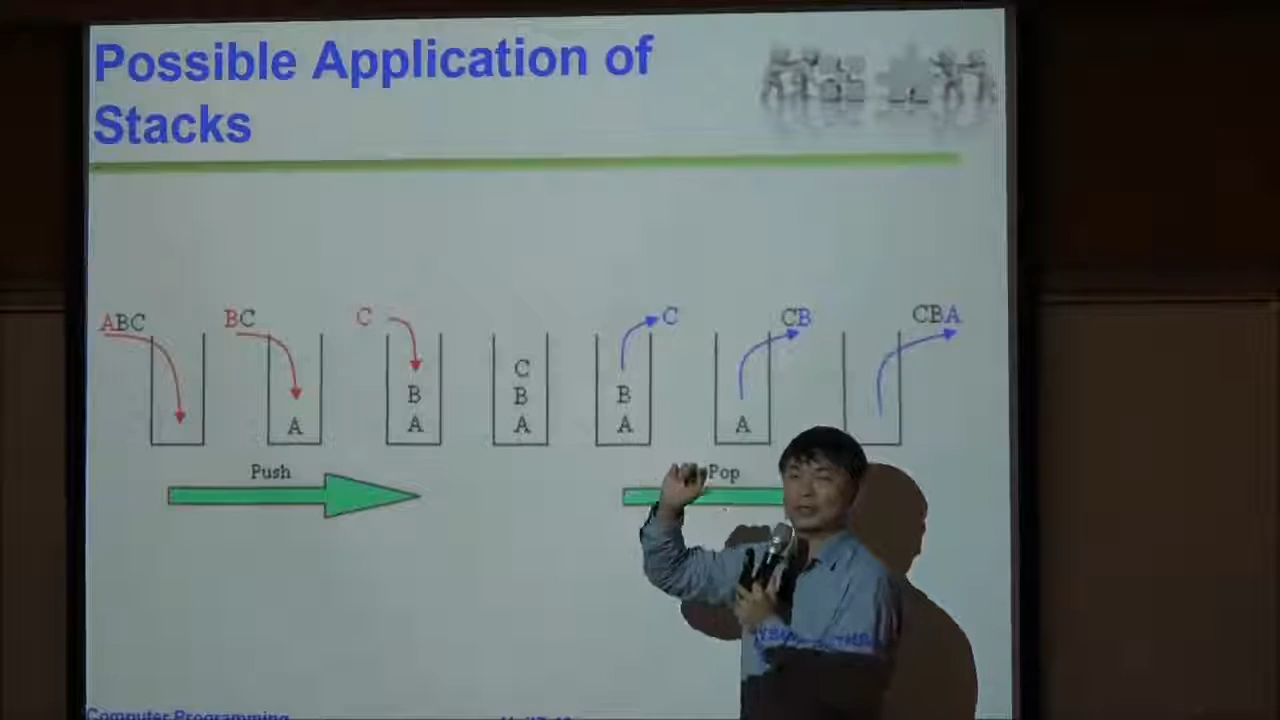 Possible Application of
Stacks
ABC
BC
C
C
CB
CBA
B
A
C
B
A
B
A
A
A
Push
Pop
Computer Programming